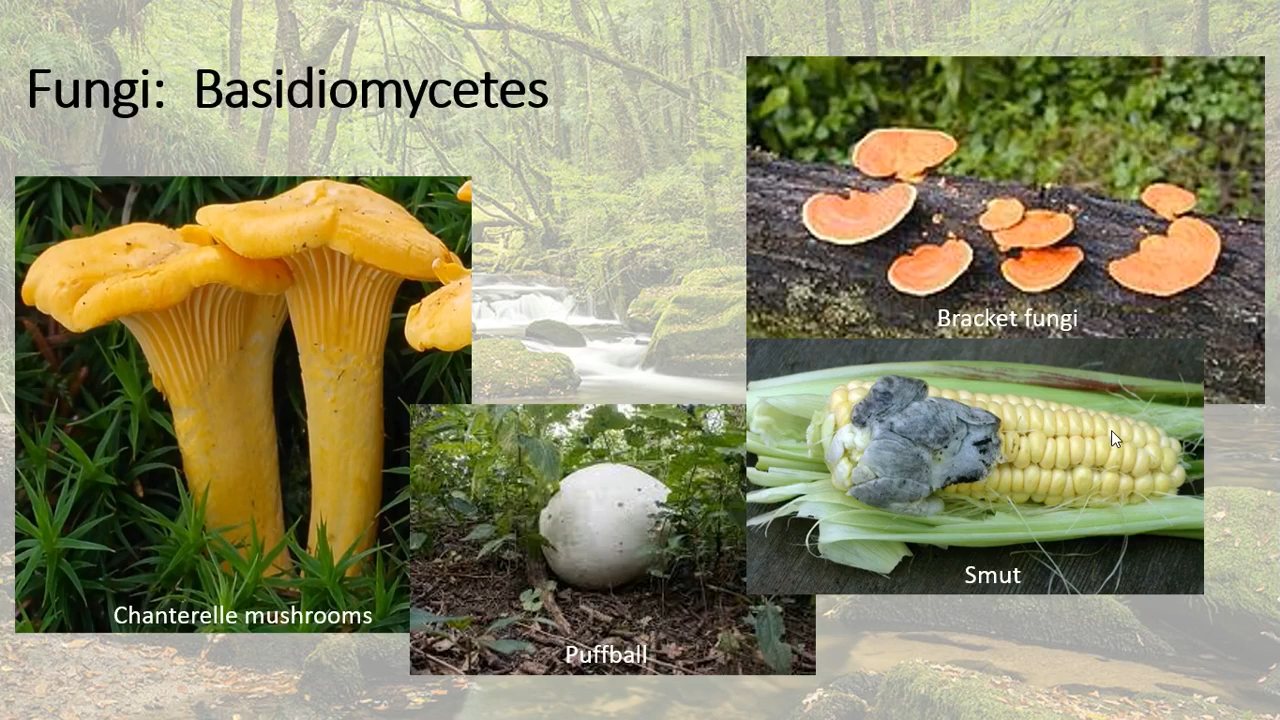 Fungi: Basidiomycetes
Chanterelle mushrooms
Puffball
Bracket fungi
Smut